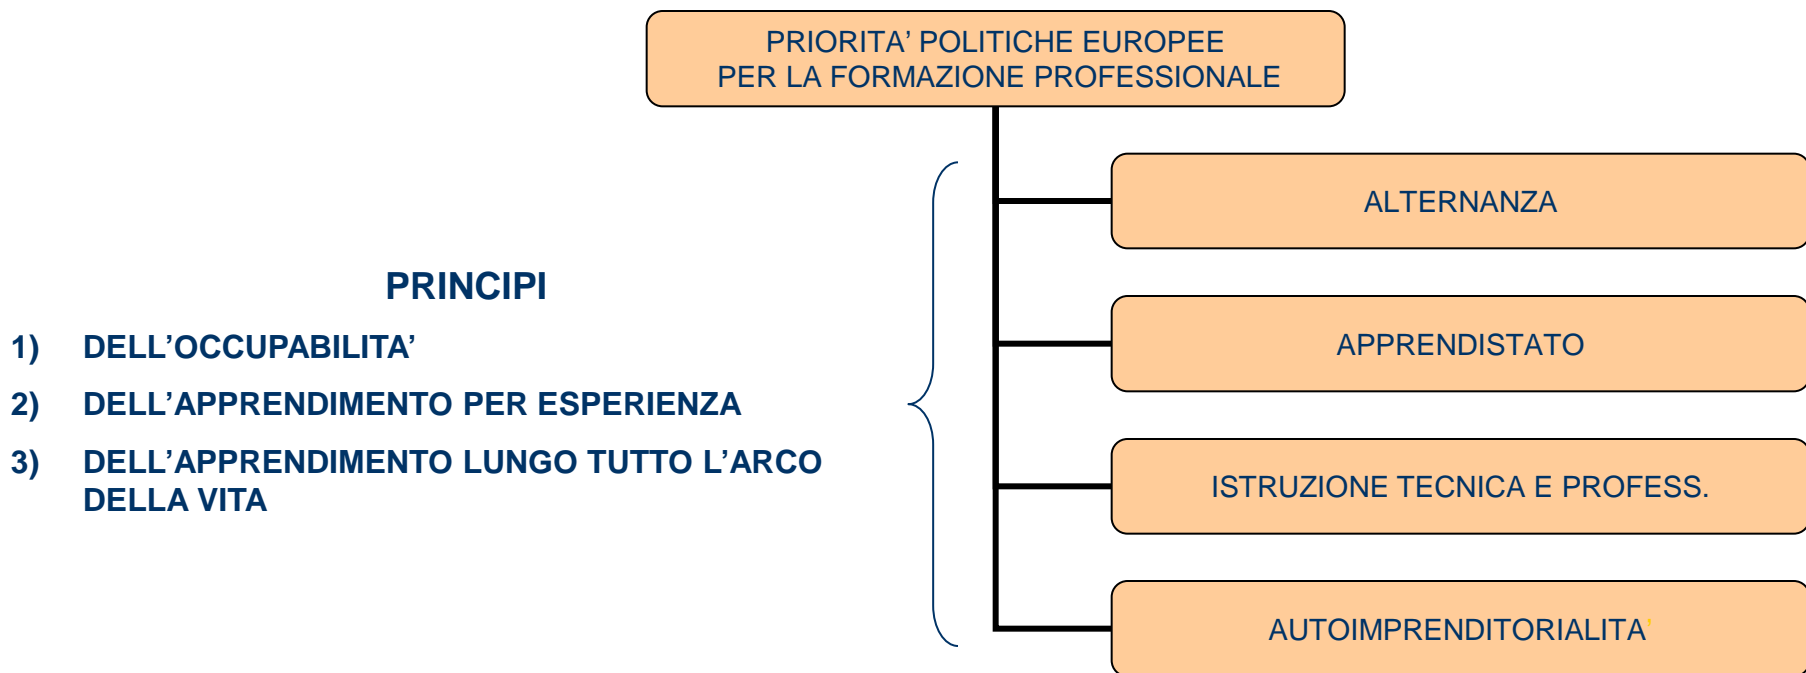 PRIORITA’ POLITICHE EUROPEE
PER LA FORMAZIONE PROFESSIONALE
ALTERNANZA
PRINCIPI
1) DELL’OCCUPABILITA’
APPRENDISTATO
2) DELL’APPRENDIMENTO PER ESPERIENZA
3) DELL’APPRENDIMENTO LUNGO TUTTO L’ARCO
DELLA VITA
ISTRUZIONE TECNICA E PROFESS.
AUTOIMPRENDITORIALITA’